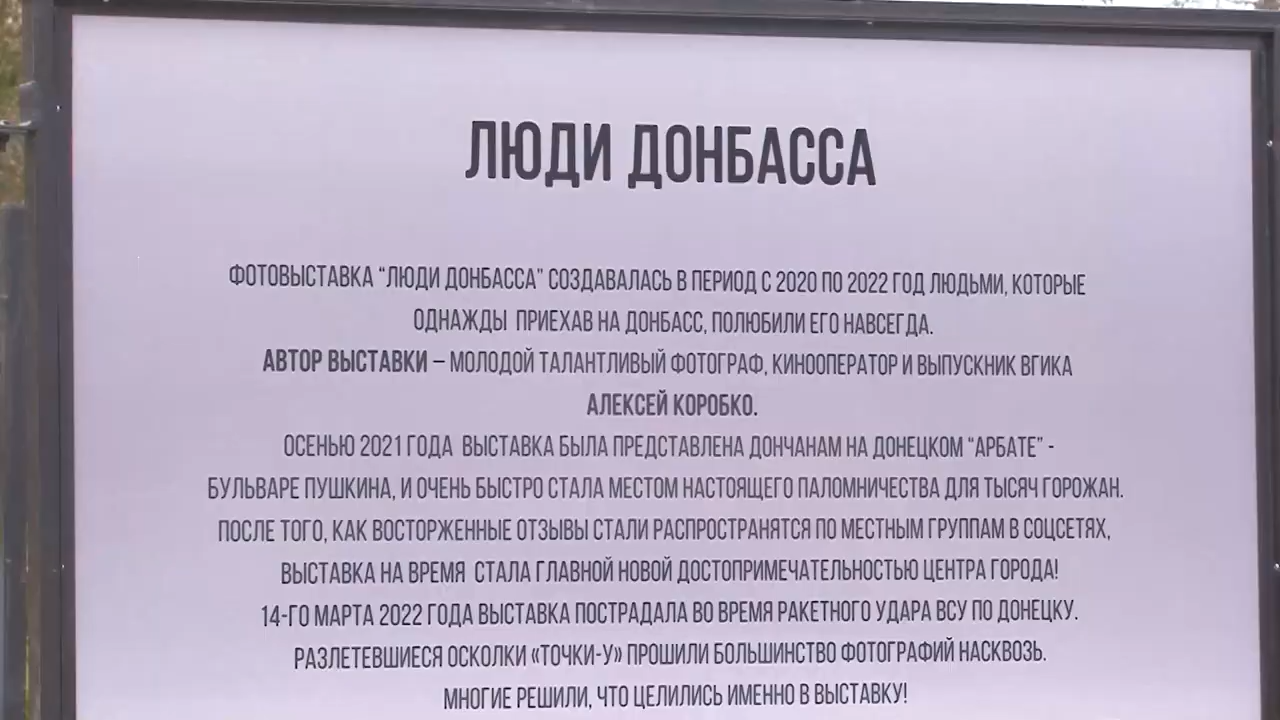 ЛЮДИ ДОНБАССА
ФОТОВЫСТАВКА “ЛЮДИ ДОНБАССА” СОЗДАВАЛАСЬ В ПЕРИОД С 2020 ПО 2022 ГОД ЛЮДЬМИ, КОТОРЫЕ
ОДНАЖДЫ ПРИЕХАВ НА ДОНБАСС, ПОЛЮБИЛИ ЕГО НАВСЕГДА.
АВТОР ВЫСТАВКИ – МОЛОДОЙ ТАЛАНТЛИВЫЙ ФОТОГРАФ, КИНООПЕРАТОР И ВЫПУСКНИК ВГИКА
АЛЕКСЕЙ КОРОБКО.
ОСЕНЬЮ 2021 ГОДА ВЫСТАВКА БЫЛА ПРЕДСТАВЛЕНА ДОНЧАНАМ НА ДОНЕЦКОМ “АРБАТЕ” -
БУЛЬВАРЕ ПУШКИНА, И ОЧЕНЬ БЫСТРО СТАЛА МЕСТОМ НАСТОЯЩЕГО ПАЛОМНИЧЕСТВА ДЛЯ ТЫСЯЧ ГОРОЖАН.
ПОСЛЕ ТОГО, КАК ВОСТОРЖЕННЫЕ ОТЗЫВЫ СТАЛИ РАСПРОСТРАНЯТСЯ ПО МЕСТНЫМ ГРУППАМ В СОЦСЕТЯХ,
ВЫСТАВКА НА ВРЕМЯ СТАЛА ГЛАВНОЙ НОВОЙ ДОСТОПРИМЕЧАТЕЛЬНОСТЬЮ ЦЕНТРА ГОРОДА!
14-ГО МАРТА 2022 ГОДА ВЫСТАВКА ПОСТРАДАЛА ВО ВРЕМЯ РАКЕТНОГО УДАРА ВСУ ПО ДОНЕЦКУ.
РАЗЛЕТЕВШИЕСЯ ОСКОЛКИ «ТОЧКИ-У» ПРОШИЛИ БОЛЬШИНСТВО ФОТОГРАФИЙ НАСКВОЗЬ.
МНОГИЕ РЕШИЛИ, ЧТО ЦЕЛИЛИСЬ ИМЕННО В ВЫСТАВКУ!